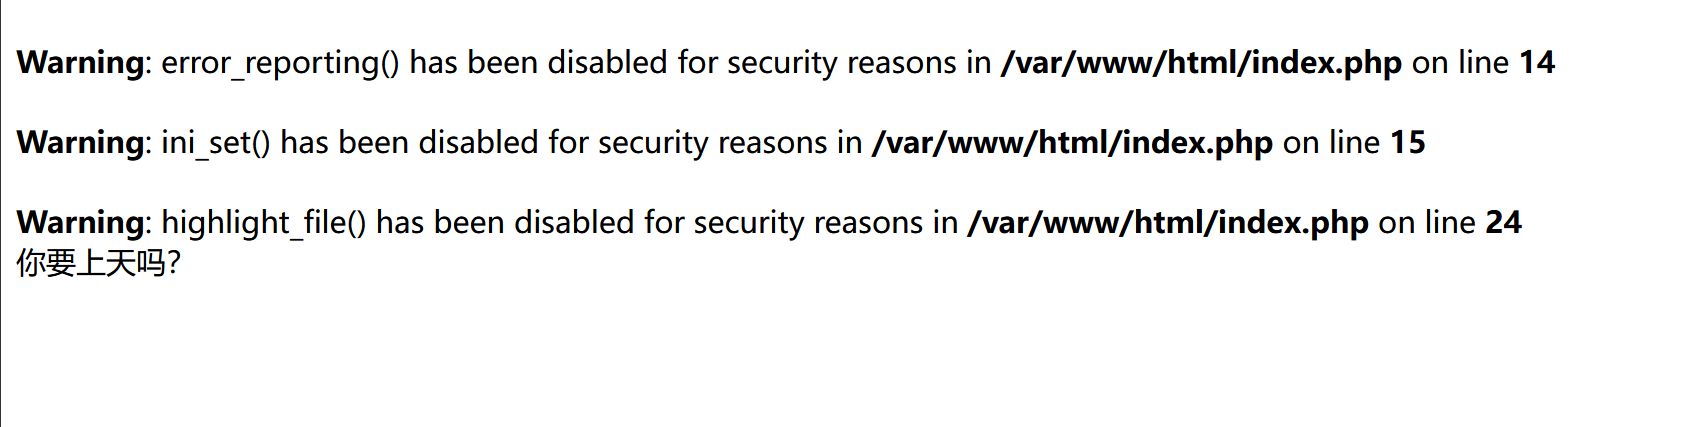 Warning: error_reporting() has been disabled for security reasons in /var/www/html/index.php on line 14
Warning: ini_set() has been disabled for security reasons in /var/www/html/index.php on line 15
Warning: highlight_file() has been disabled for security reasons in /var/www/html/index.php on line 24
你要上天吗？